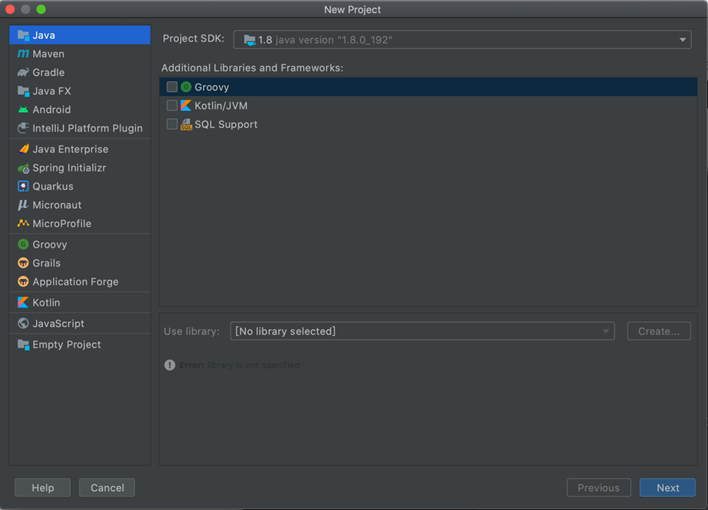 New Project
Java
Maven
Gradle
Java FX
Android
IntelliJ Platform Plugin
Java Enterprise
Spring Initializr
Quarkus
Micronaut
MicroProfile
Groovy
Grails
Application Forge
Kotlin
JavaScript
Empty Project
Project SDK: 1.8 java version "1.8.0_192"
Additional Libraries and Frameworks:
Groovy
Kotlin/JVM
SQL Support
Use library: [No library selected] Create...
Error: library is not specified
Help Cancel Previous Next